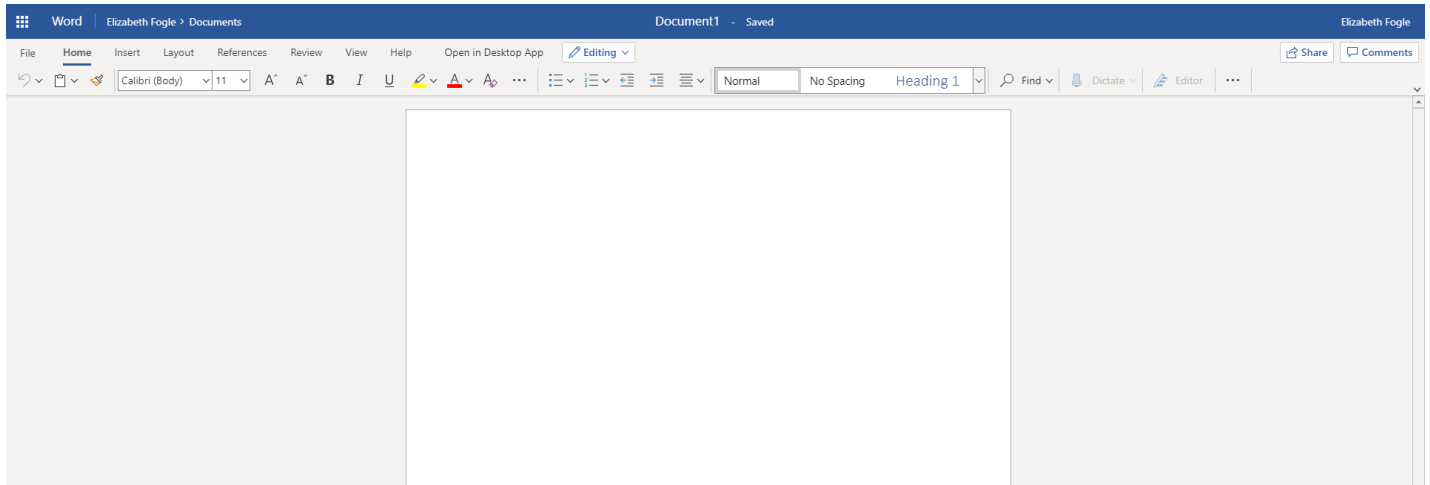 Word Elizabeth Fogle > Documents Document1 - Saved Elizabeth Fogle
File Home Insert Layout References Review View Help Open in Desktop App Editing Share Comments
Calibri (Body) 11 A A B I U A A Normal No Spacing Heading 1 Find Dictate Editor